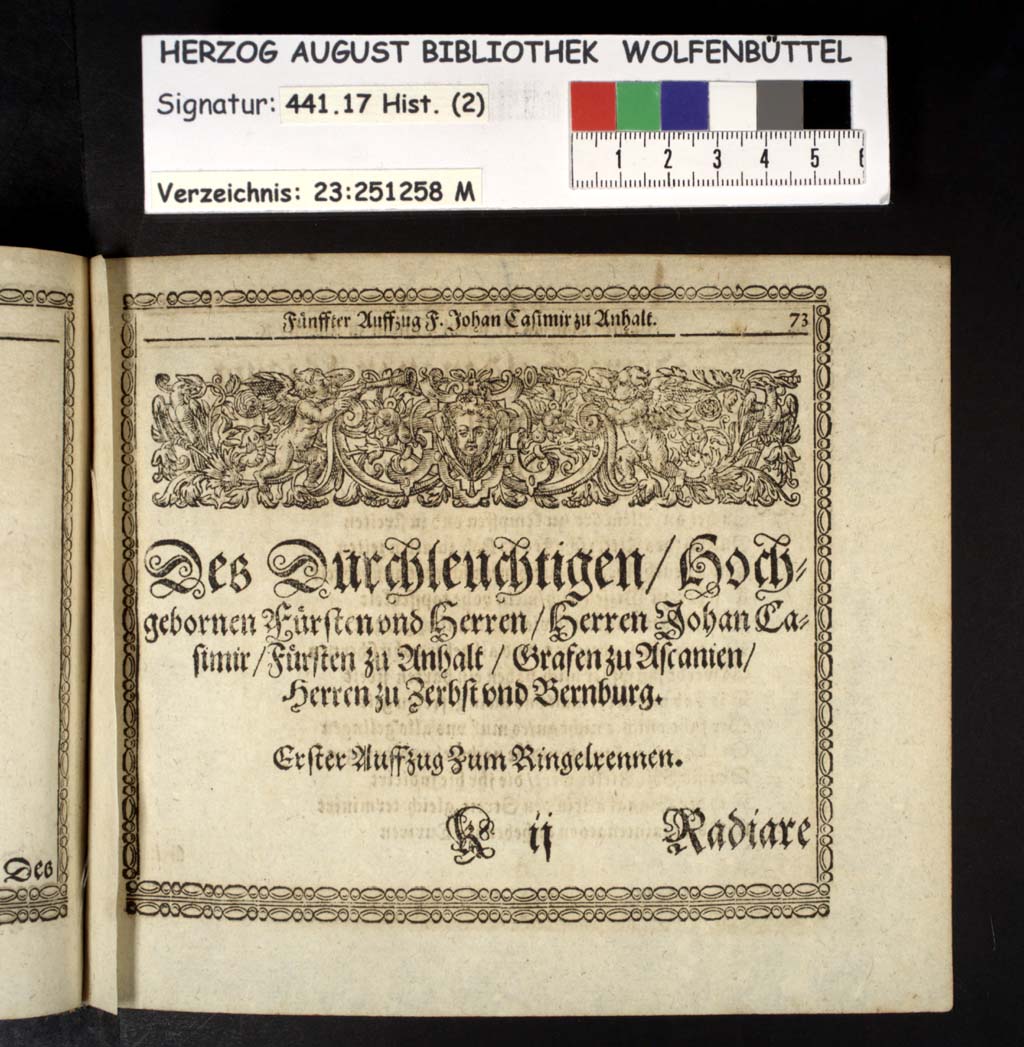 HERZOG AUGUST BIBLIOTHEK WOLFENBÜTTEL
Signatur: 441.17 Hist. (2)
1 2 3 4 5 6
Verzeichnis: 23:251258 M
Des
Fünffter Auffzug F. Johan Casimir zu Anhalt. 73
Des Durchleuchtigen / Hoch-
gebornen Fürsten vnd Herren / Herren Johan Ca-
simir / Fürsten zu Anhalt / Grafen zu Ascanien /
Herren zu Zerbst vnd Bernburg.
Erster Auffzug Zum Ringelrennen.
K ij Radiare